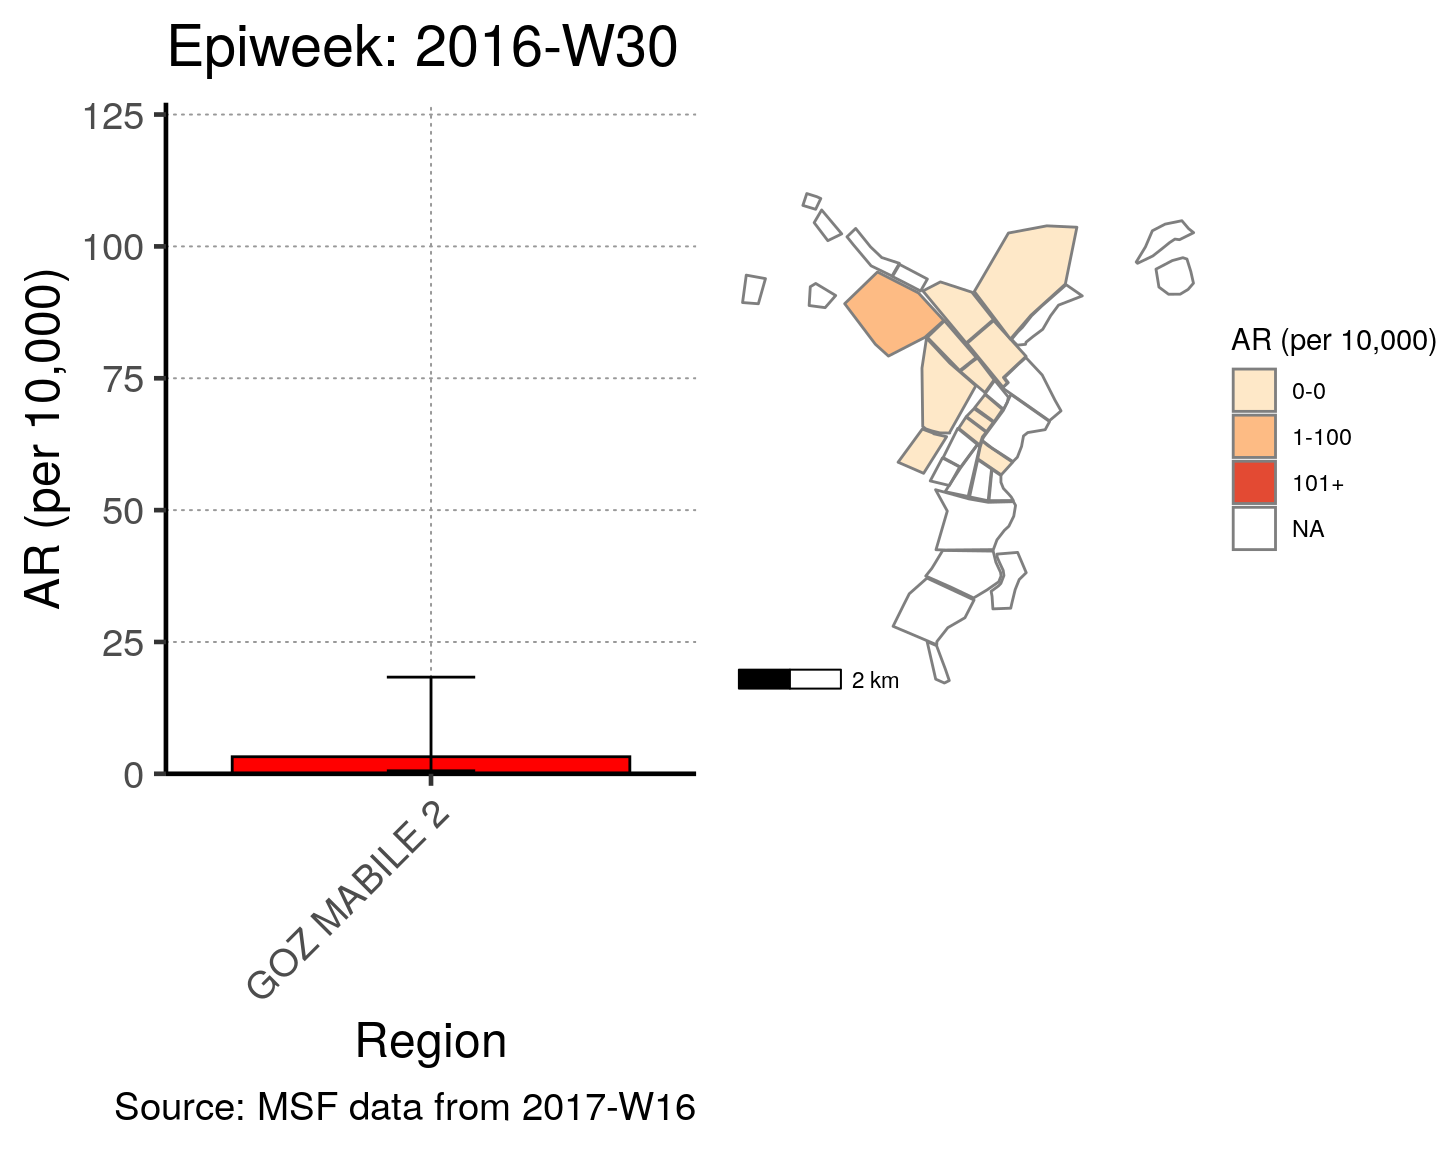 Epiweek: 2016-W30
AR (per 10,000)
125
100
75
50
25
0
GOZ MABILE 2
Region
Source: MSF data from 2017-W16
2 km
AR (per 10,000)
0-0
1-100
101+
NA